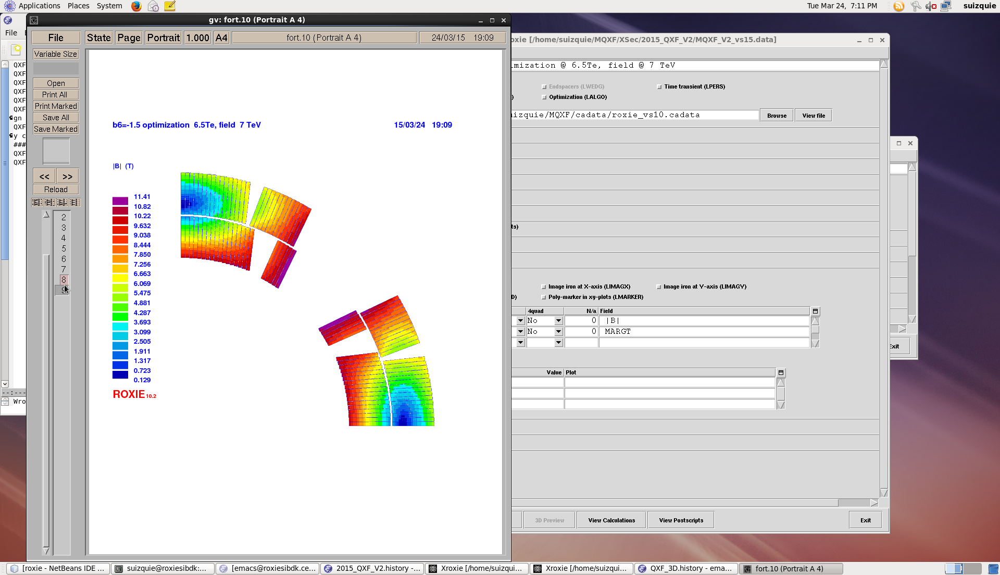 Applications Places System
Tue Mar 24, 7:11 PM suizquie
gv: fort.10 (Portrait A 4)
File
File State Page Portrait 1.000 A4 fort.10 (Portrait A 4) 24/03/15 19:09
Variable Size
Open
Print All
Print Marked
Save All
Save Marked
<< >>
Reload
2
3
4
5
6
7
8
QXF
QXF
QXF
QXF
QXF
QXF
gn
QXF
y c
###
QXF
QXF
--:----
Wro
b6=-1.5 optimization 6.5Te, field 7 TeV 15/03/24 19:09
|B| (T)
11.41
10.82
10.22
9.632
9.038
8.444
7.850
7.256
6.663
6.069
5.475
4.881
4.287
3.693
3.099
2.505
1.911
1.317
0.723
0.129
ROXIE 10.2
oxie [/home/suizquie/MQXF/XSec/2015_QXF_V2/MQXF_V2_vs15.data]
mization @ 6.5Te, field @ 7 TeV
Endspacers (LWEDG) Time transient (LPERS)
) Optimization (LALGO)
uizquie/MQXF/cadata/roxie_vs10.cadata Browse View file
ts)
Image iron at X-axis (LIMAGX) Image iron at Y-axis (LIMAGY)
D) Poly-marker in xy-plots (LMARKER)
4quad N/a Field
No 0 |B|
No 0 MARGT
Value Plot
3D Preview View Calculations View Postscripts Exit
Exit
[roxie - NetBeans IDE ... suizquie@roxiesibdk:... [emacs@roxiesibdk.ce... 2015_QXF_V2.history -... Xroxie [/home/suizqui... Xroxie [/home/suizqui... QXF_3D.history - ema... fort.10 (Portrait A 4)